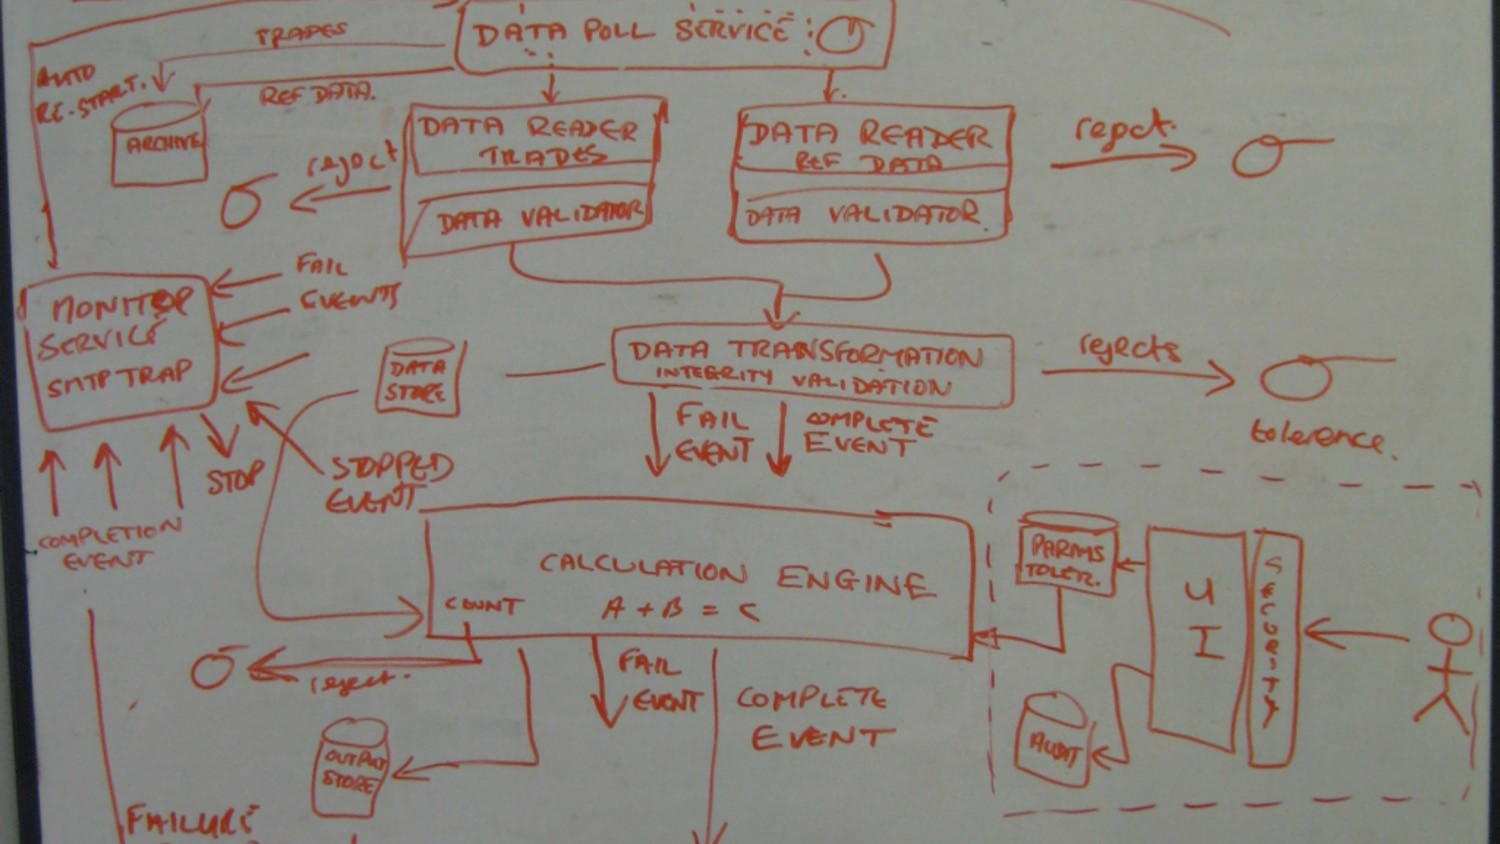 DATA POLL SERVICE
TRADES
AUTO
RE-START.
REF DATA.
ARCHIVE
DATA READER
TRADES
DATA VALIDATOR
reject
DATA READER
REF DATA
DATA VALIDATOR.
reject.
FAIL
EVENTS
MONITOR
SERVICE
SMTP TRAP
DATA
STORE
DATA TRANSFORMATION
INTEGRITY VALIDATION
rejects
tolerence.
FAIL
EVENT
COMPLETE
EVENT
STOP
STOPPED
EVENT
COMPLETION
EVENT
CALCULATION ENGINE
COUNT
A + B = C
PARAMS
TOLER.
UI
SECURITY
reject.
FAIL
EVENT
COMPLETE
EVENT
OUTPUT
STORE
AUDIT
FAILURE